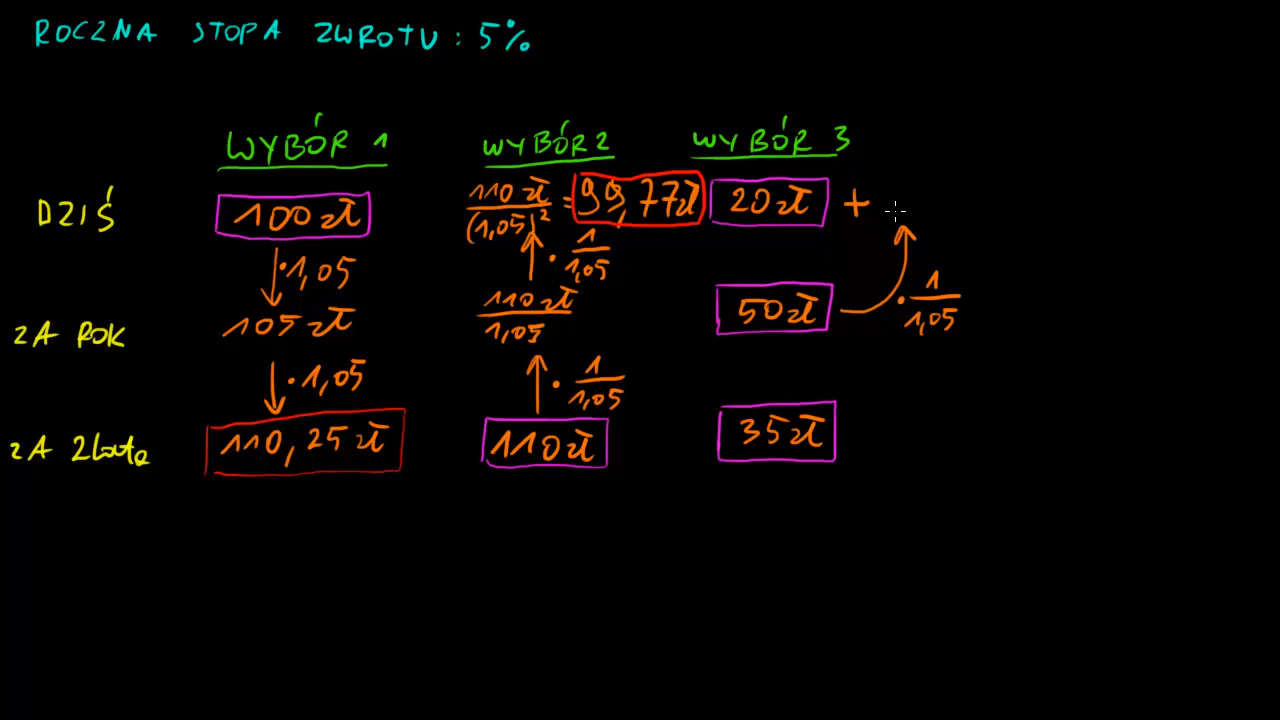 ROCZNA STOPA ZWROTU: 5%
WYBÓR 1 WYBÓR 2 WYBÓR 3
DZIŚ 100 zł 110 zł / (1,05)² = 99,77 zł 20 zł +
· 1,05 · 1/1,05
ZA ROK 105 zł 110 zł / 1,05 50 zł · 1/1,05
· 1,05 · 1/1,05
ZA 2 lata 110,25 zł 110 zł 35 zł